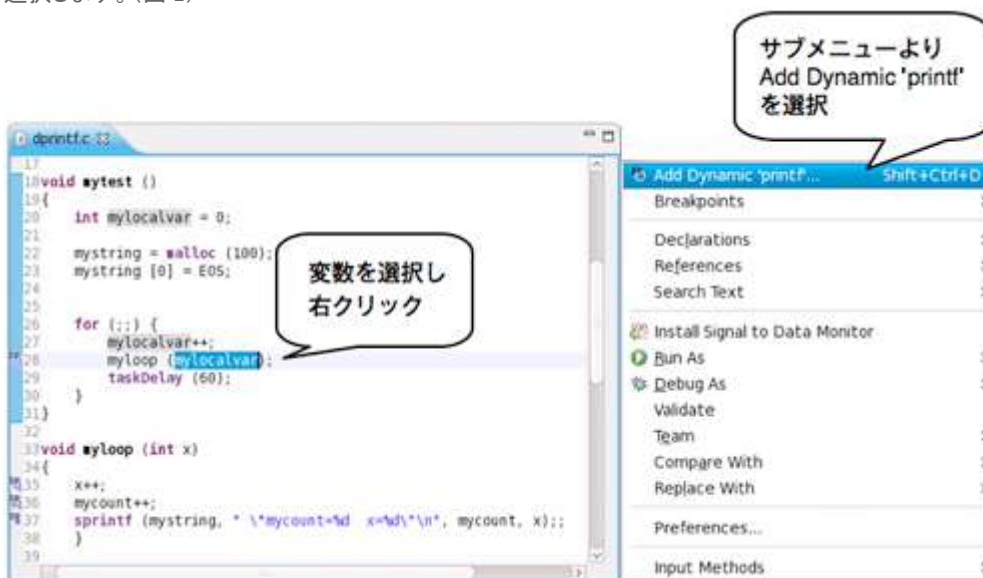 選択します。(図
サブメニューより
Add Dynamic 'printf'
を選択
dprintf.c
17
18 void mytest ()
19 {
20 int mylocalvar = 0;
21
22 mystring = malloc (100);
23 mystring [0] = EOS;
24
25
26 for (;;) {
27 mylocalvar++;
28 myloop (mylocalvar);
29 taskDelay (60);
30 }
31 }
32
33 void myloop (int x)
34 {
35 x++;
36 mycount++;
37 sprintf (mystring, " \"mycount=%d x=%d\"\n", mycount, x);;
38 }
39
変数を選択し
右クリック
Add Dynamic 'printf'... Shift+Ctrl+D
Breakpoints
Declarations
References
Search Text
Install Signal to Data Monitor
Run As
Debug As
Validate
Team
Compare With
Replace With
Preferences...
Input Methods